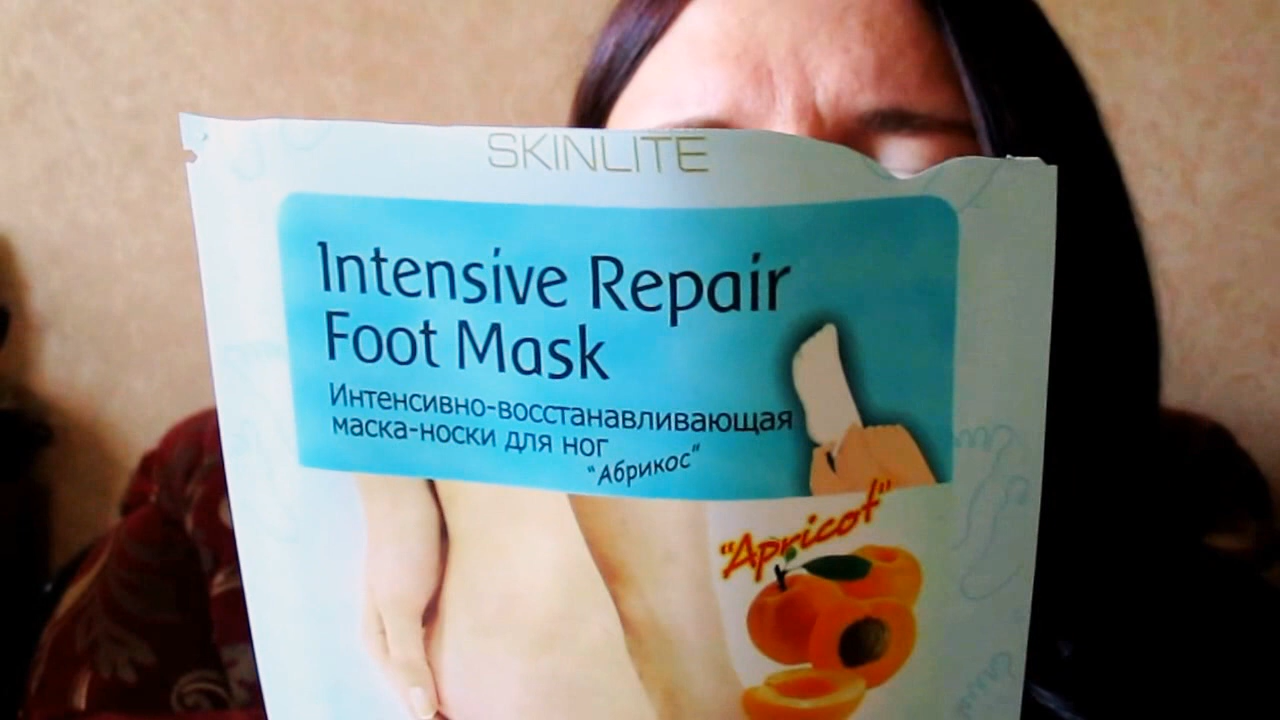 SKINLITE
Intensive Repair
Foot Mask
Интенсивно-восстанавливающая
маска-носки для ног
"Абрикос"
"Apricot"